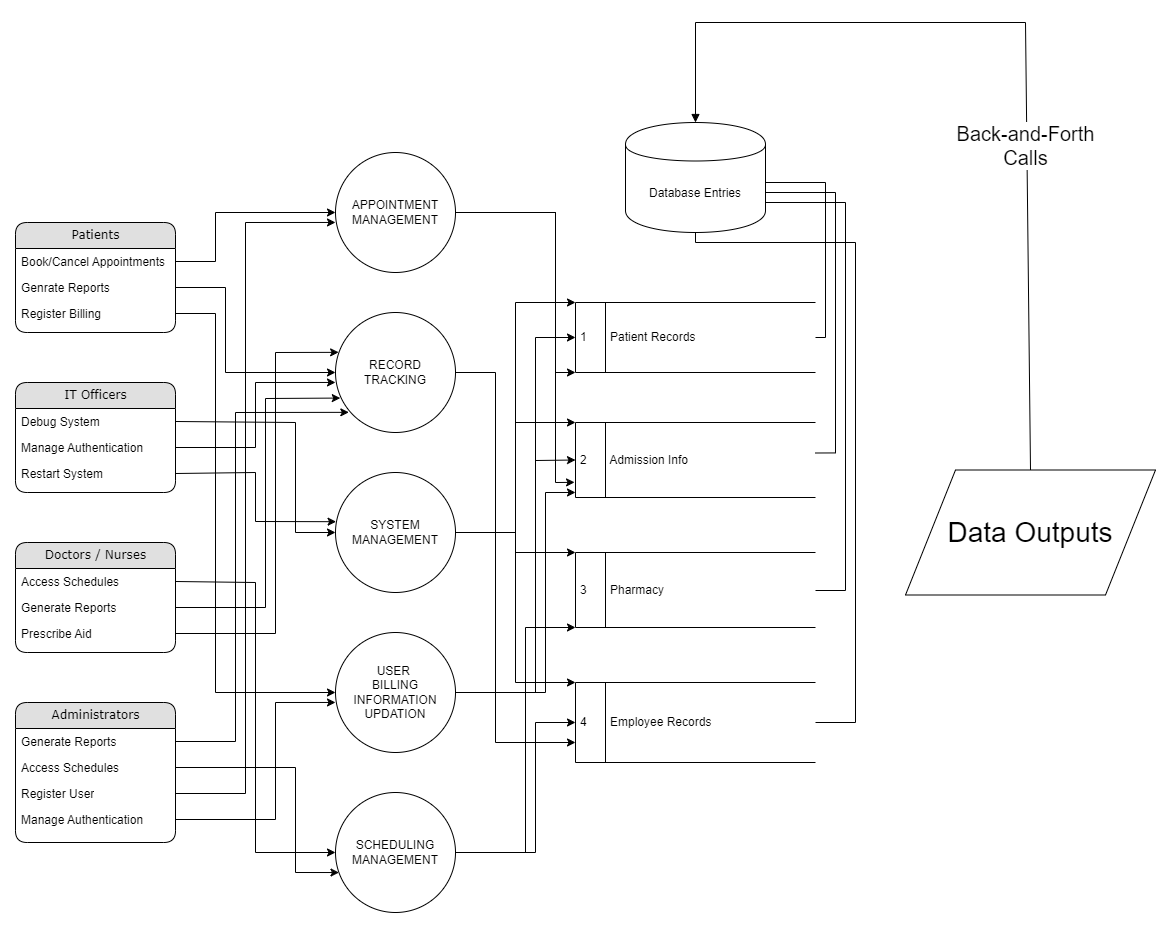 Patients
Book/Cancel Appointments
Genrate Reports
Register Billing
IT Officers
Debug System
Manage Authentication
Restart System
Doctors / Nurses
Access Schedules
Generate Reports
Prescribe Aid
Administrators
Generate Reports
Access Schedules
Register User
Manage Authentication
APPOINTMENT
MANAGEMENT
RECORD
TRACKING
SYSTEM
MANAGEMENT
USER
BILLING
INFORMATION
UPDATION
SCHEDULING
MANAGEMENT
Database Entries
1 Patient Records
2 Admission Info
3 Pharmacy
4 Employee Records
Back-and-Forth
Calls
Data Outputs